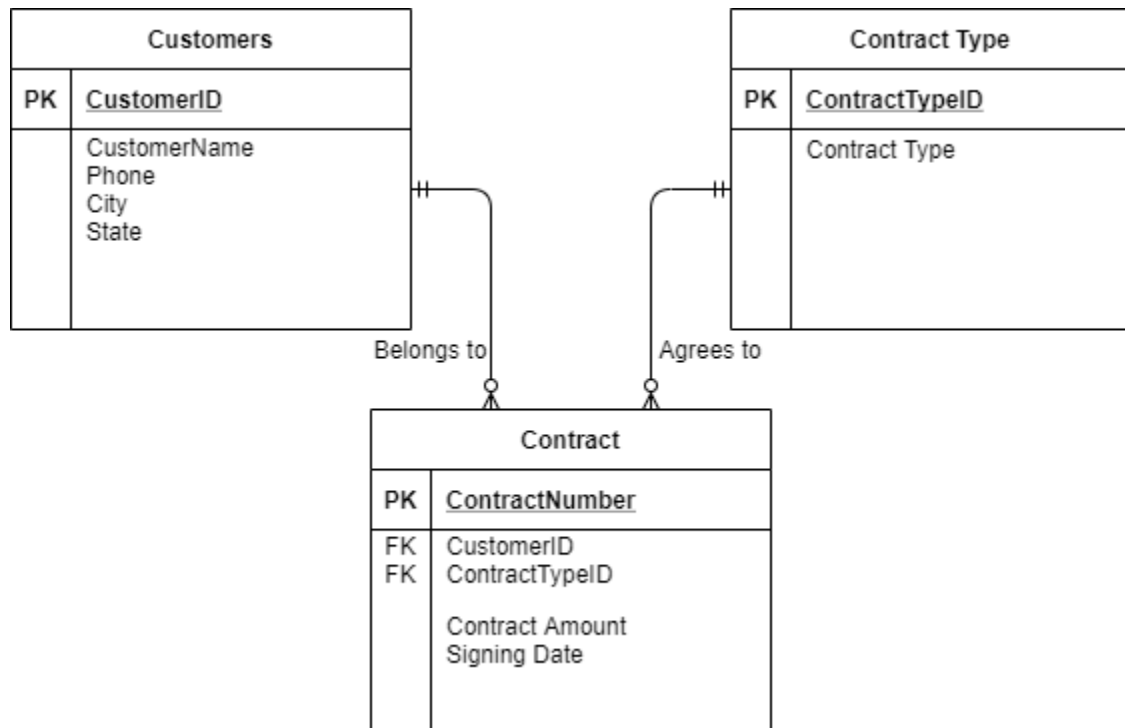 Customers
PK CustomerID
CustomerName
Phone
City
State
Contract Type
PK ContractTypeID
Contract Type
Belongs to
Agrees to
Contract
PK ContractNumber
FK CustomerID
FK ContractTypeID
Contract Amount
Signing Date